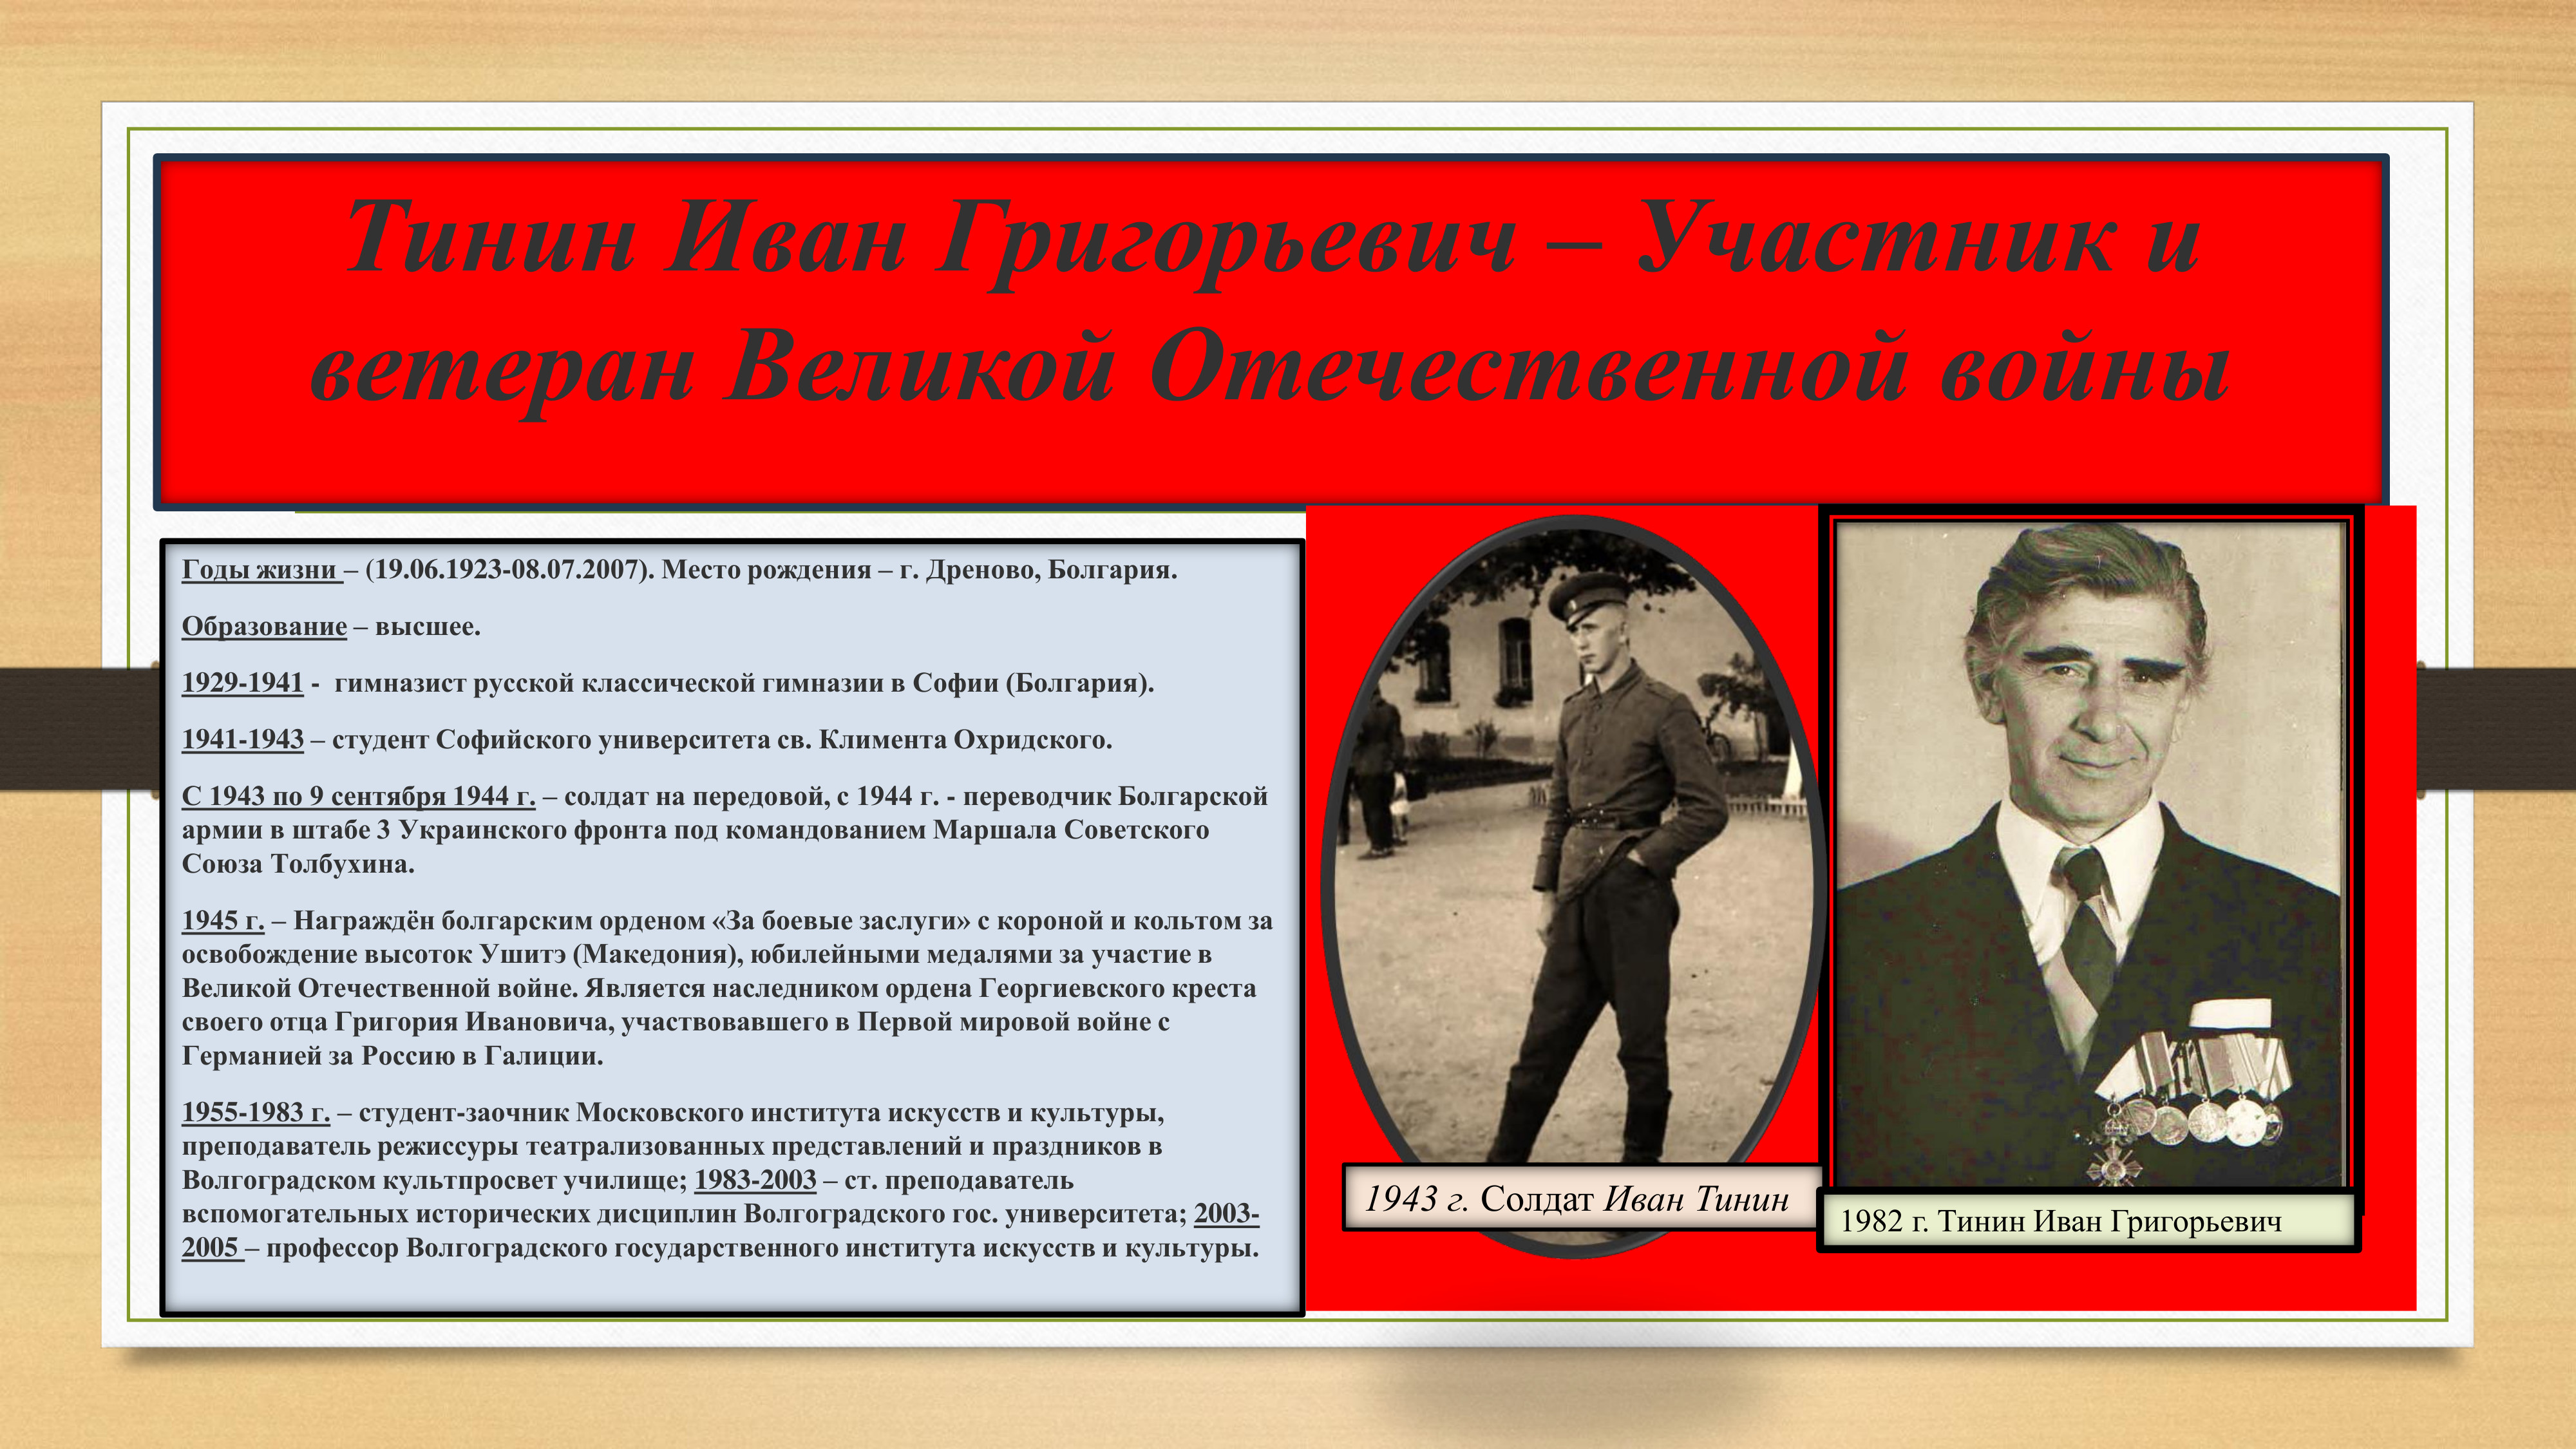 Тинин Иван Григорьевич – Участник и
ветеран Великой Отечественной войны
Годы жизни – (19.06.1923-08.07.2007). Место рождения – г. Дреново, Болгария.
Образование – высшее.
1929-1941 -  гимназист русской классической гимназии в Софии (Болгария).
1941-1943 – студент Софийского университета св. Климента Охридского.
С 1943 по 9 сентября 1944 г. – солдат на передовой, с 1944 г. - переводчик Болгарской
армии в штабе 3 Украинского фронта под командованием Маршала Советского
Союза Толбухина.
1945 г. – Награждён болгарским орденом «За боевые заслуги» с короной и кольтом за
освобождение высоток Ушитэ (Македония), юбилейными медалями за участие в
Великой Отечественной войне. Является наследником ордена Георгиевского креста
своего отца Григория Ивановича, участвовавшего в Первой мировой войне с
Германией за Россию в Галиции.
1955-1983 г. – студент-заочник Московского института искусств и культуры,
преподаватель режиссуры театрализованных представлений и праздников в
Волгоградском культпросвет училище; 1983-2003 – ст. преподаватель
вспомогательных исторических дисциплин Волгоградского гос. университета; 2003-
2005 – профессор Волгоградского государственного института искусств и культуры.
1943 г. Солдат Иван Тинин
1982 г. Тинин Иван Григорьевич